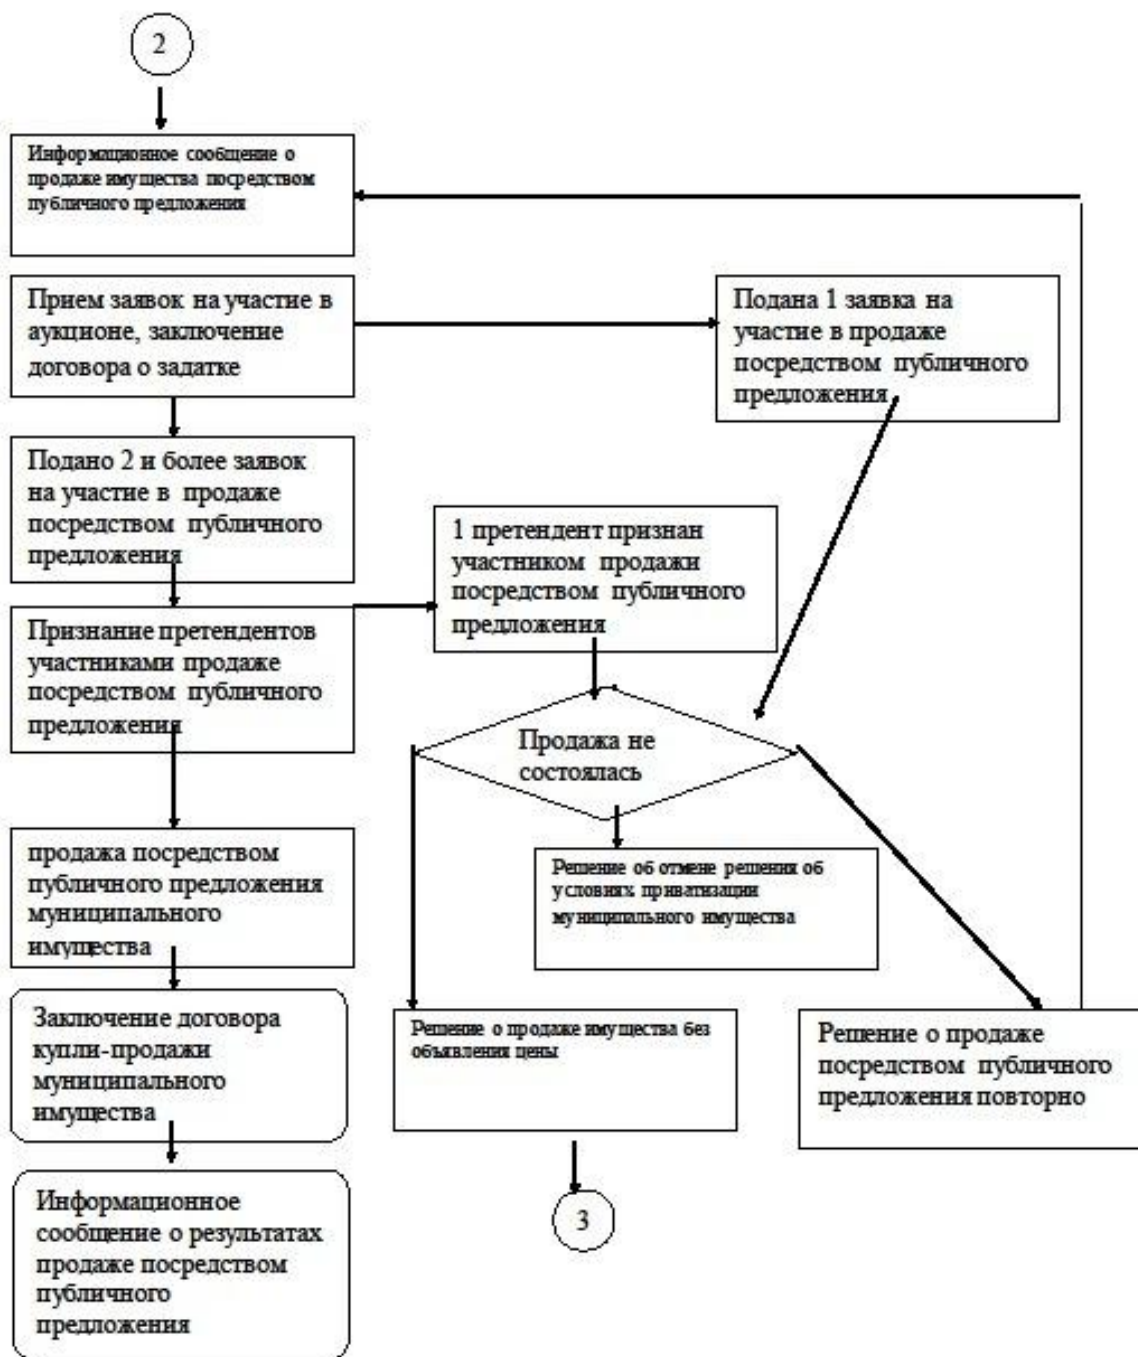 2
Информационное сообщение о
продаже имущества посредством
публичного предложения
Прием заявок на участие в
аукционе, заключение
договора о задатке
Подана 1 заявка на
участие в продаже
посредством публичного
предложения
Подано 2 и более заявок
на участие в продаже
посредством публичного
предложения
1 претендент признан
участником продажи
посредством публичного
предложения
Признание претендентов
участниками продаже
посредством публичного
предложения
Продажа не
состоялась
продажа посредством
публичного предложения
муниципального
имущества
Решение об отмене решения об
условиях приватизации
муниципального имущества
Заключение договора
купли-продажи
муниципального
имущества
Решение о продаже имущества без
объявления цены
Решение о продаже
посредством публичного
предложения повторно
Информационное
сообщение о результатах
продаже посредством
публичного
предложения
3